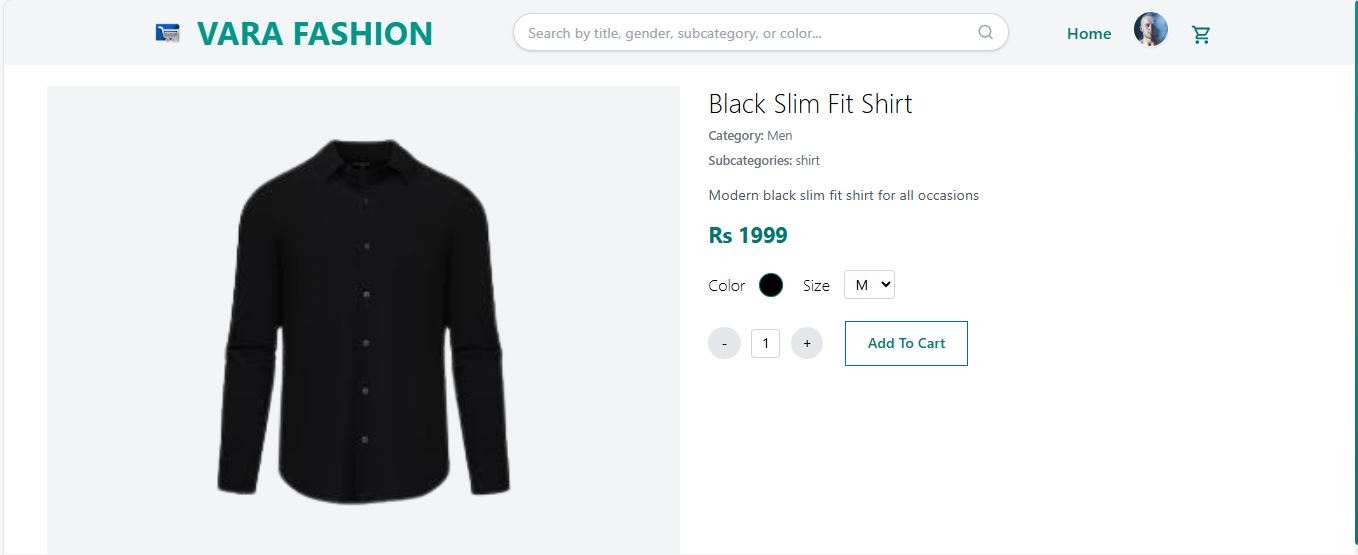 VARA FASHION
Search by title, gender, subcategory, or color...
Home
Black Slim Fit Shirt
Category: Men
Subcategories: shirt
Modern black slim fit shirt for all occasions
Rs 1999
Color Size M
- 1 + Add To Cart